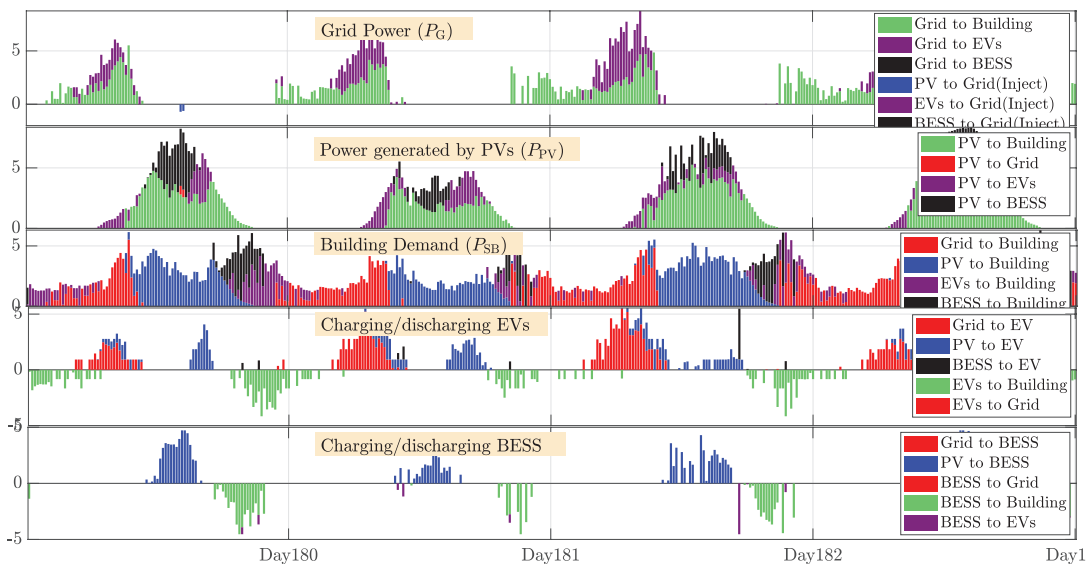 Grid Power (P_G)
5
0
Grid to Building
Grid to EVs
Grid to BESS
PV to Grid(Inject)
EVs to Grid(Inject)
BESS to Grid(Inject)
Power generated by PVs (P_PV)
5
0
PV to Building
PV to Grid
PV to EVs
PV to BESS
Building Demand (P_SB)
5
0
Grid to Building
PV to Building
EVs to Building
BESS to Building
Charging/discharging EVs
5
0
-5
Grid to EV
PV to EV
BESS to EV
EVs to Building
EVs to Grid
Charging/discharging BESS
0
-5
Grid to BESS
PV to BESS
BESS to Grid
BESS to Building
BESS to EVs
Day180
Day181
Day182
Day1